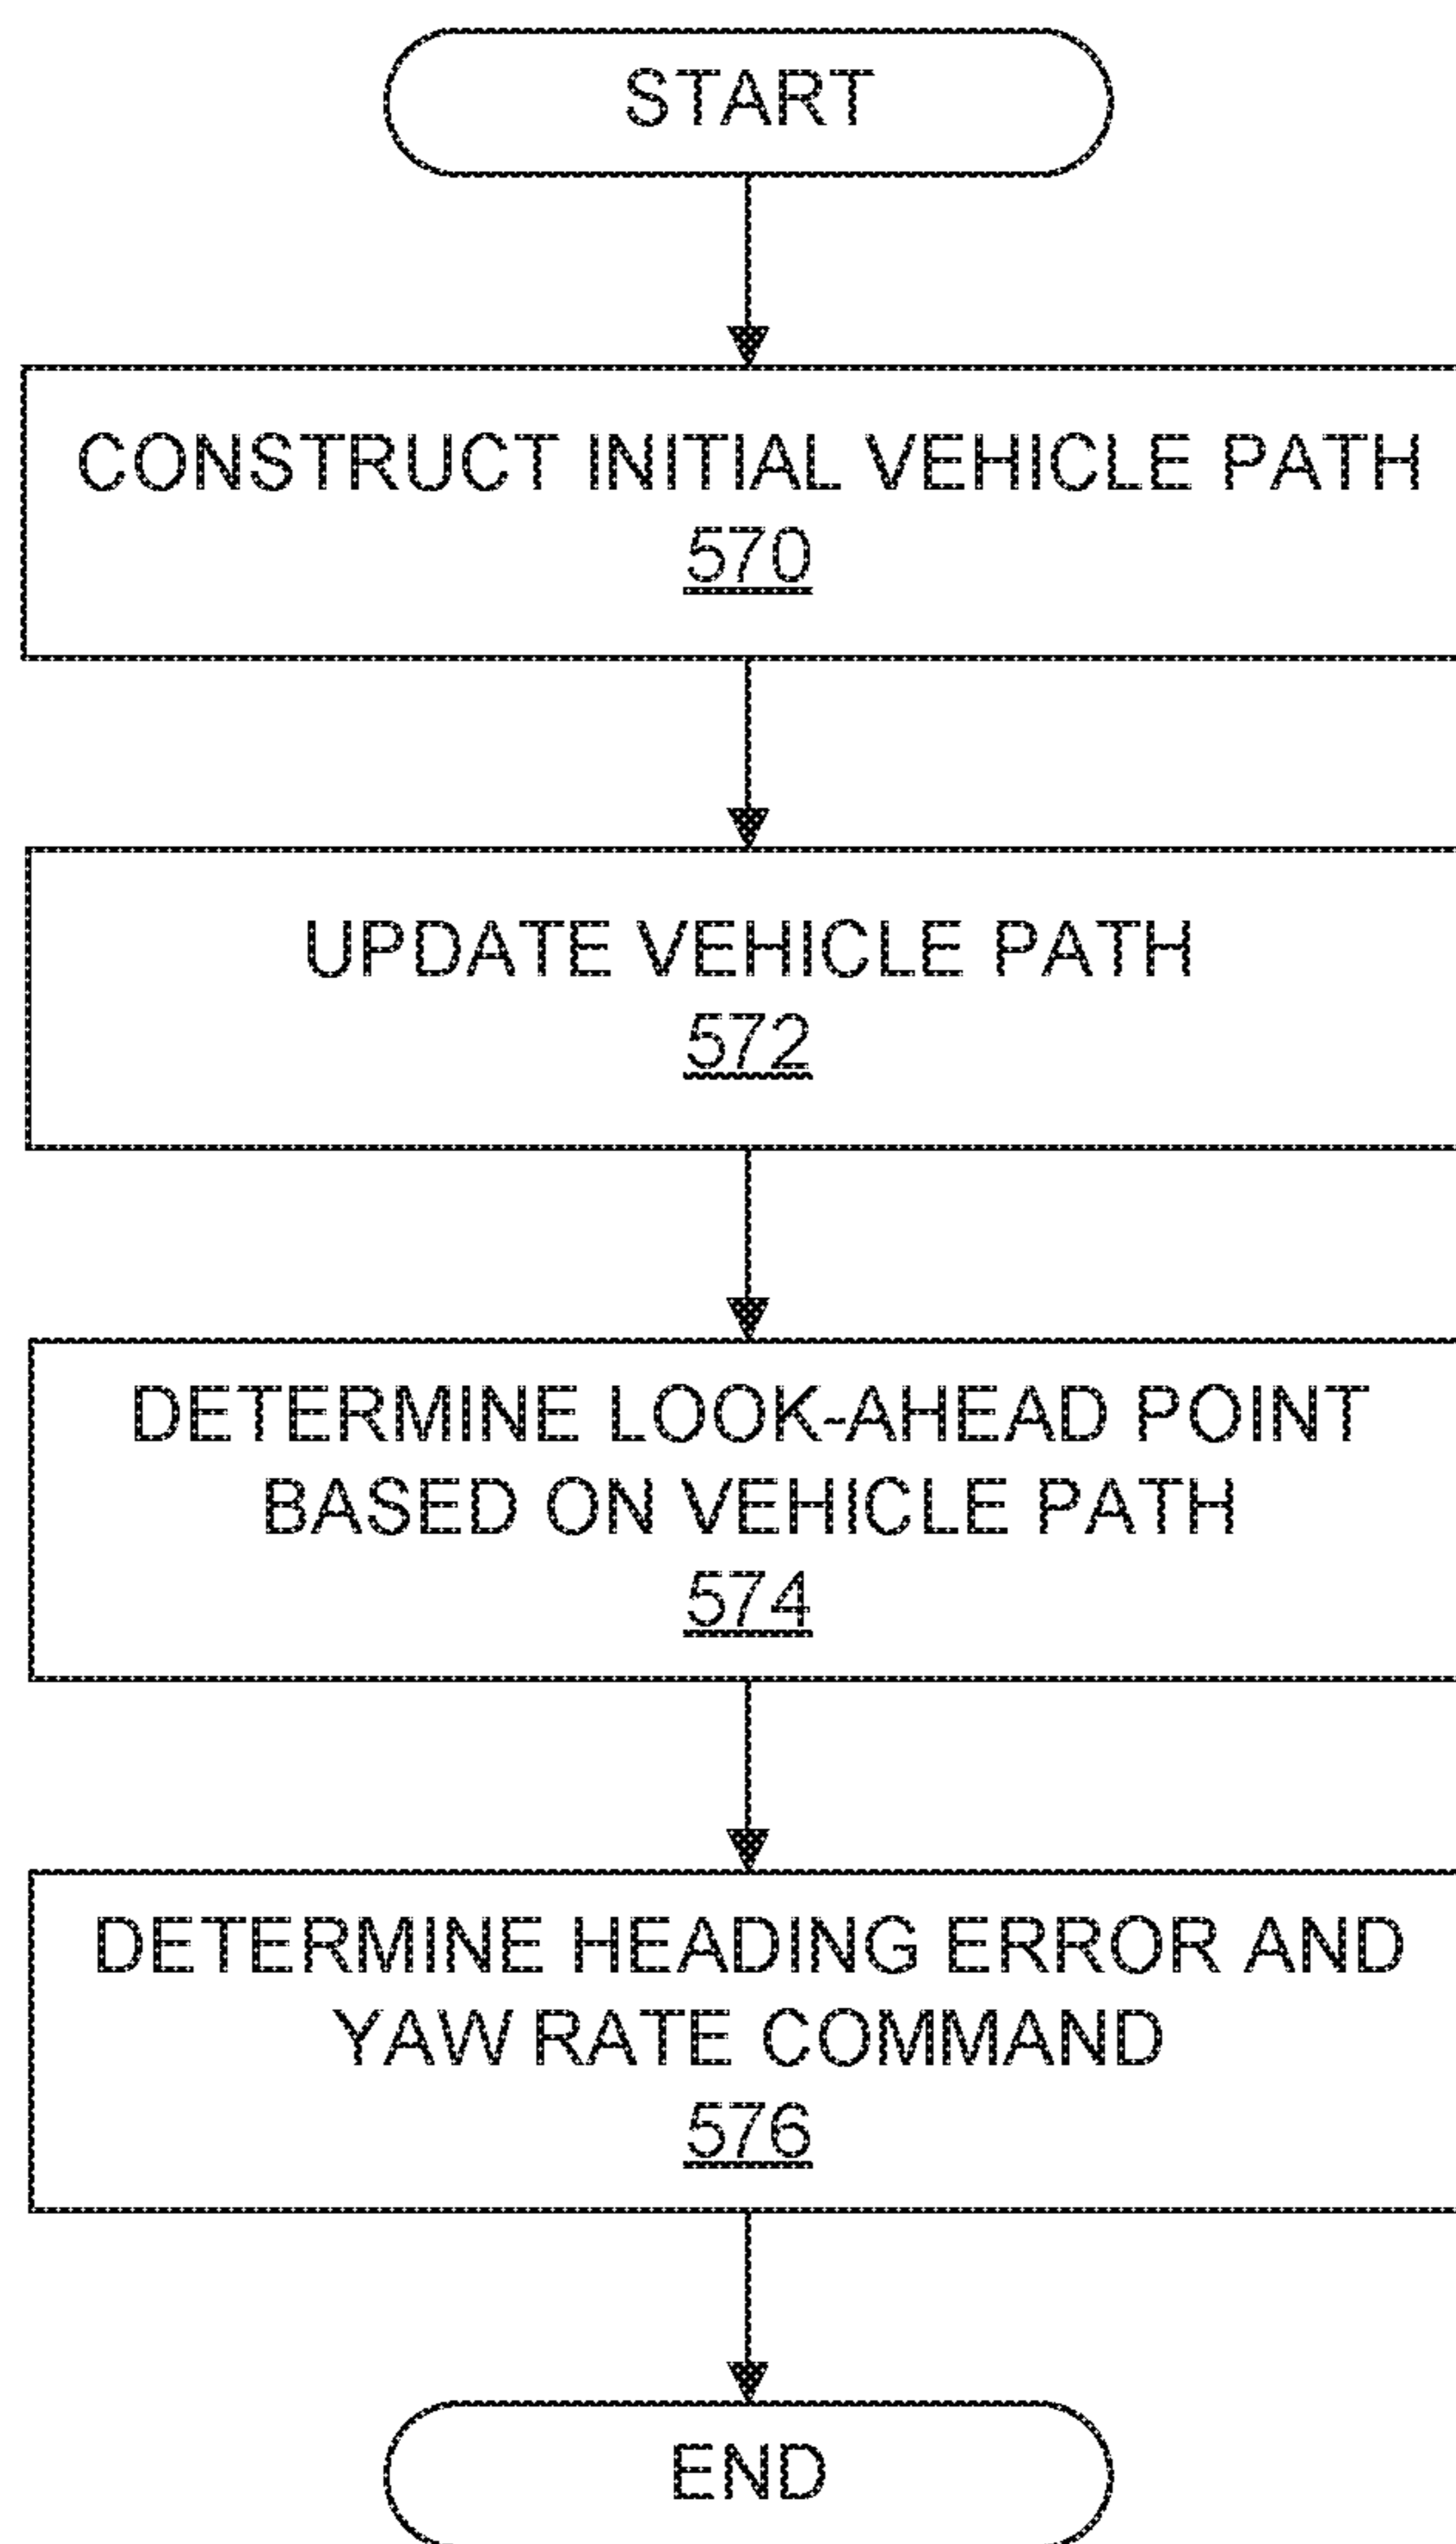 START
CONSTRUCT INITIAL VEHICLE PATH
570
UPDATE VEHICLE PATH
572
DETERMINE LOOK-AHEAD POINT
BASED ON VEHICLE PATH
574
DETERMINE HEADING ERROR AND
YAW RATE COMMAND
576
END